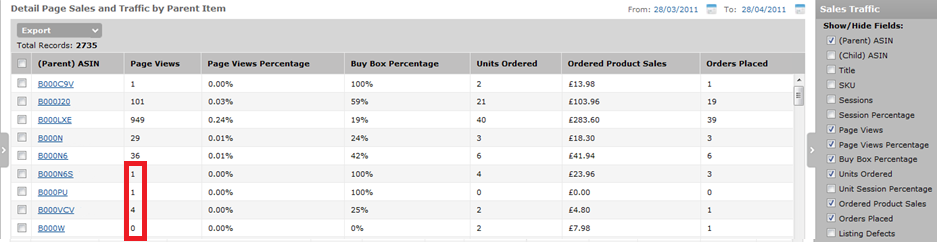 Detail Page Sales and Traffic by Parent Item
From: 28/03/2011 To: 28/04/2011
Export
Total Records: 2735
(Parent) ASIN Page Views Page Views Percentage Buy Box Percentage Units Ordered Ordered Product Sales Orders Placed
B000C9V 1 0.00% 100% 2 £13.98 1
B000J20 101 0.03% 59% 21 £103.96 19
B000LXE 949 0.24% 19% 40 £283.60 39
B000N 29 0.01% 24% 3 £18.30 3
B000N6 36 0.01% 42% 6 £41.94 6
B000N6S 1 0.00% 100% 4 £23.96 3
B000PU 1 0.00% 100% 0 £0.00 0
B000VCV 4 0.00% 25% 2 £4.80 1
B000W 0 0.00% 0% 2 £7.98 1
Sales Traffic
Show/Hide Fields:
(Parent) ASIN
(Child) ASIN
Title
SKU
Sessions
Session Percentage
Page Views
Page Views Percentage
Buy Box Percentage
Units Ordered
Unit Session Percentage
Ordered Product Sales
Orders Placed
Listing Defects